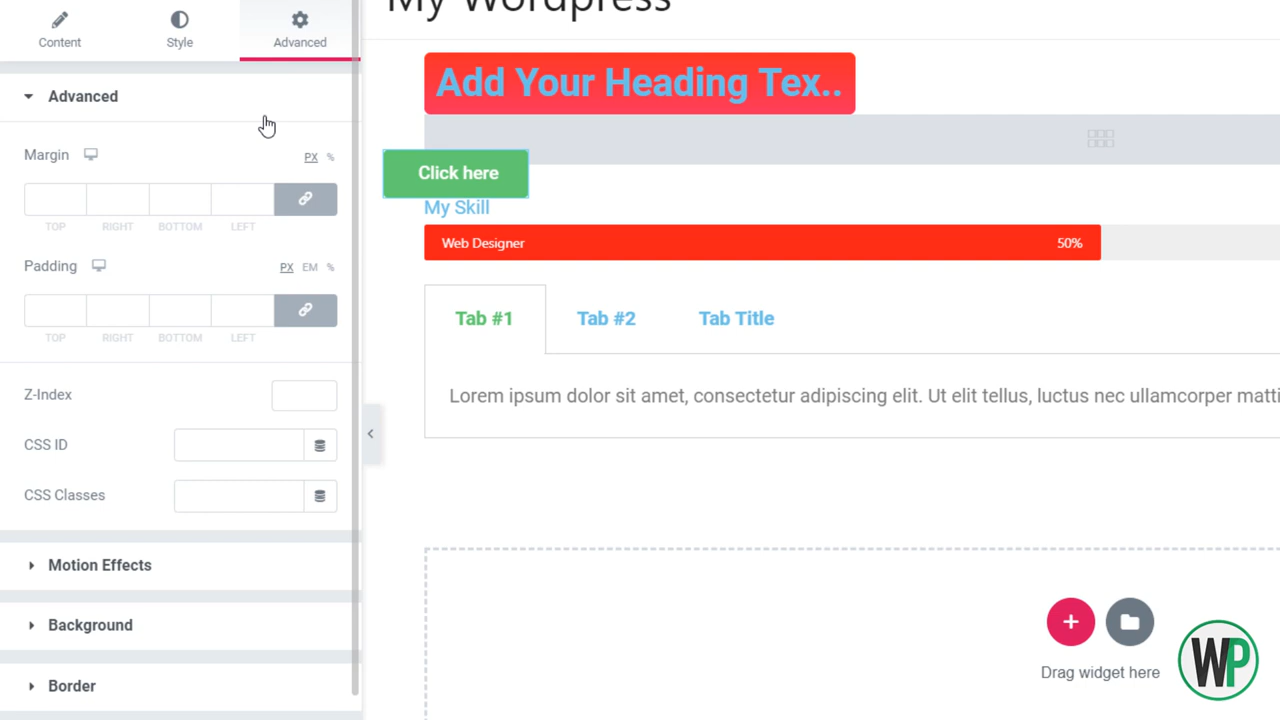 Content
Style
Advanced
Advanced
Margin
PX %
TOP RIGHT BOTTOM LEFT
Padding
PX EM %
TOP RIGHT BOTTOM LEFT
Z-Index
CSS ID
CSS Classes
Motion Effects
Background
Border
My Wordpress
Add Your Heading Tex..
Click here
My Skill
Web Designer 50%
Tab #1 Tab #2 Tab Title
Lorem ipsum dolor sit amet, consectetur adipiscing elit. Ut elit tellus, luctus nec ullamcorper matti
Drag widget here
WP